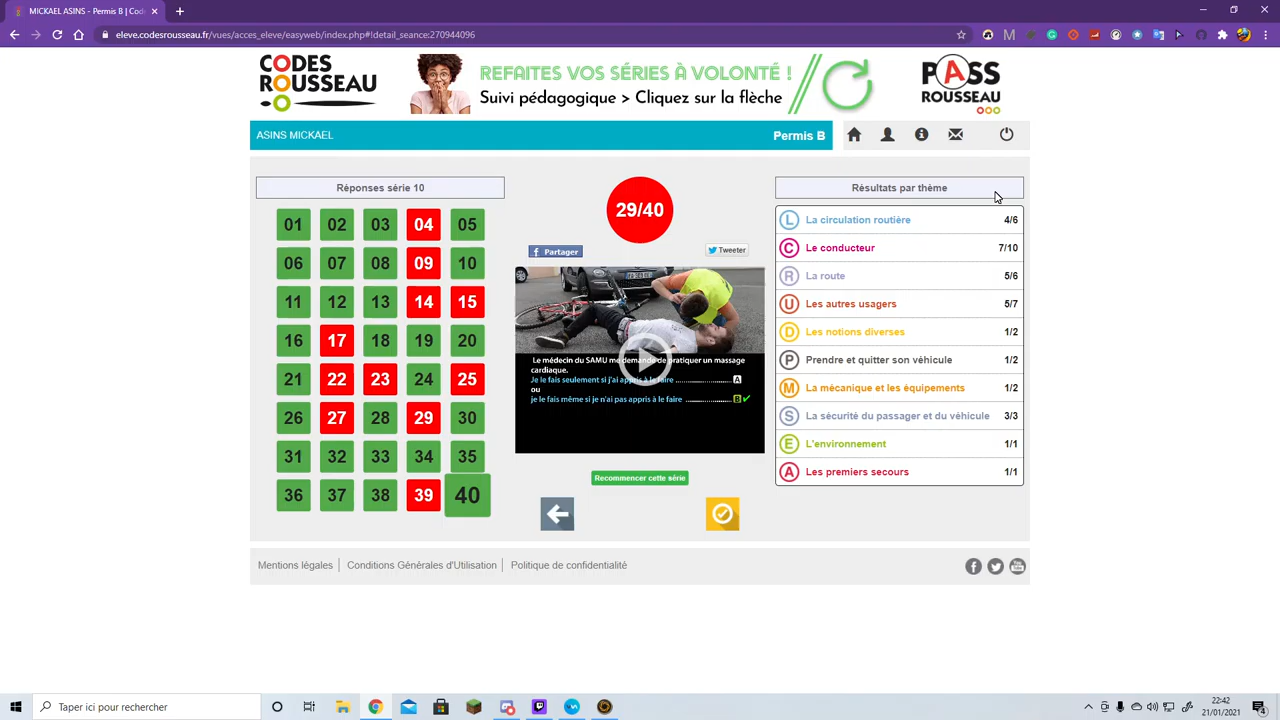 MICKAEL ASINS - Permis B | Code
eleve.codesrousseau.fr/vues/acces_eleve/easyweb/index.php#!detail_seance:270944096
CODES
ROUSSEAU
REFAITES VOS SÉRIES À VOLONTÉ !
Suivi pédagogique > Cliquez sur la flèche
PASS
ROUSSEAU
ASINS MICKAEL
Permis B
Réponses série 10
01 02 03 04 05
06 07 08 09 10
11 12 13 14 15
16 17 18 19 20
21 22 23 24 25
26 27 28 29 30
31 32 33 34 35
36 37 38 39 40
29/40
Partager
Tweeter
Le médecin du SAMU me demande de pratiquer un massage
cardiaque.
Je le fais seulement si j'ai appris à le faire A
ou
je le fais même si je n'ai pas appris à le faire B
Recommencer cette série
Résultats par thème
L La circulation routière 4/6
C Le conducteur 7/10
R La route 5/6
U Les autres usagers 5/7
D Les notions diverses 1/2
P Prendre et quitter son véhicule 1/2
M La mécanique et les équipements 1/2
S La sécurité du passager et du véhicule 3/3
E L'environnement 1/1
A Les premiers secours 1/1
Mentions légales
Conditions Générales d'Utilisation
Politique de confidentialité
Taper ici pour rechercher
22:42
21/01/2021